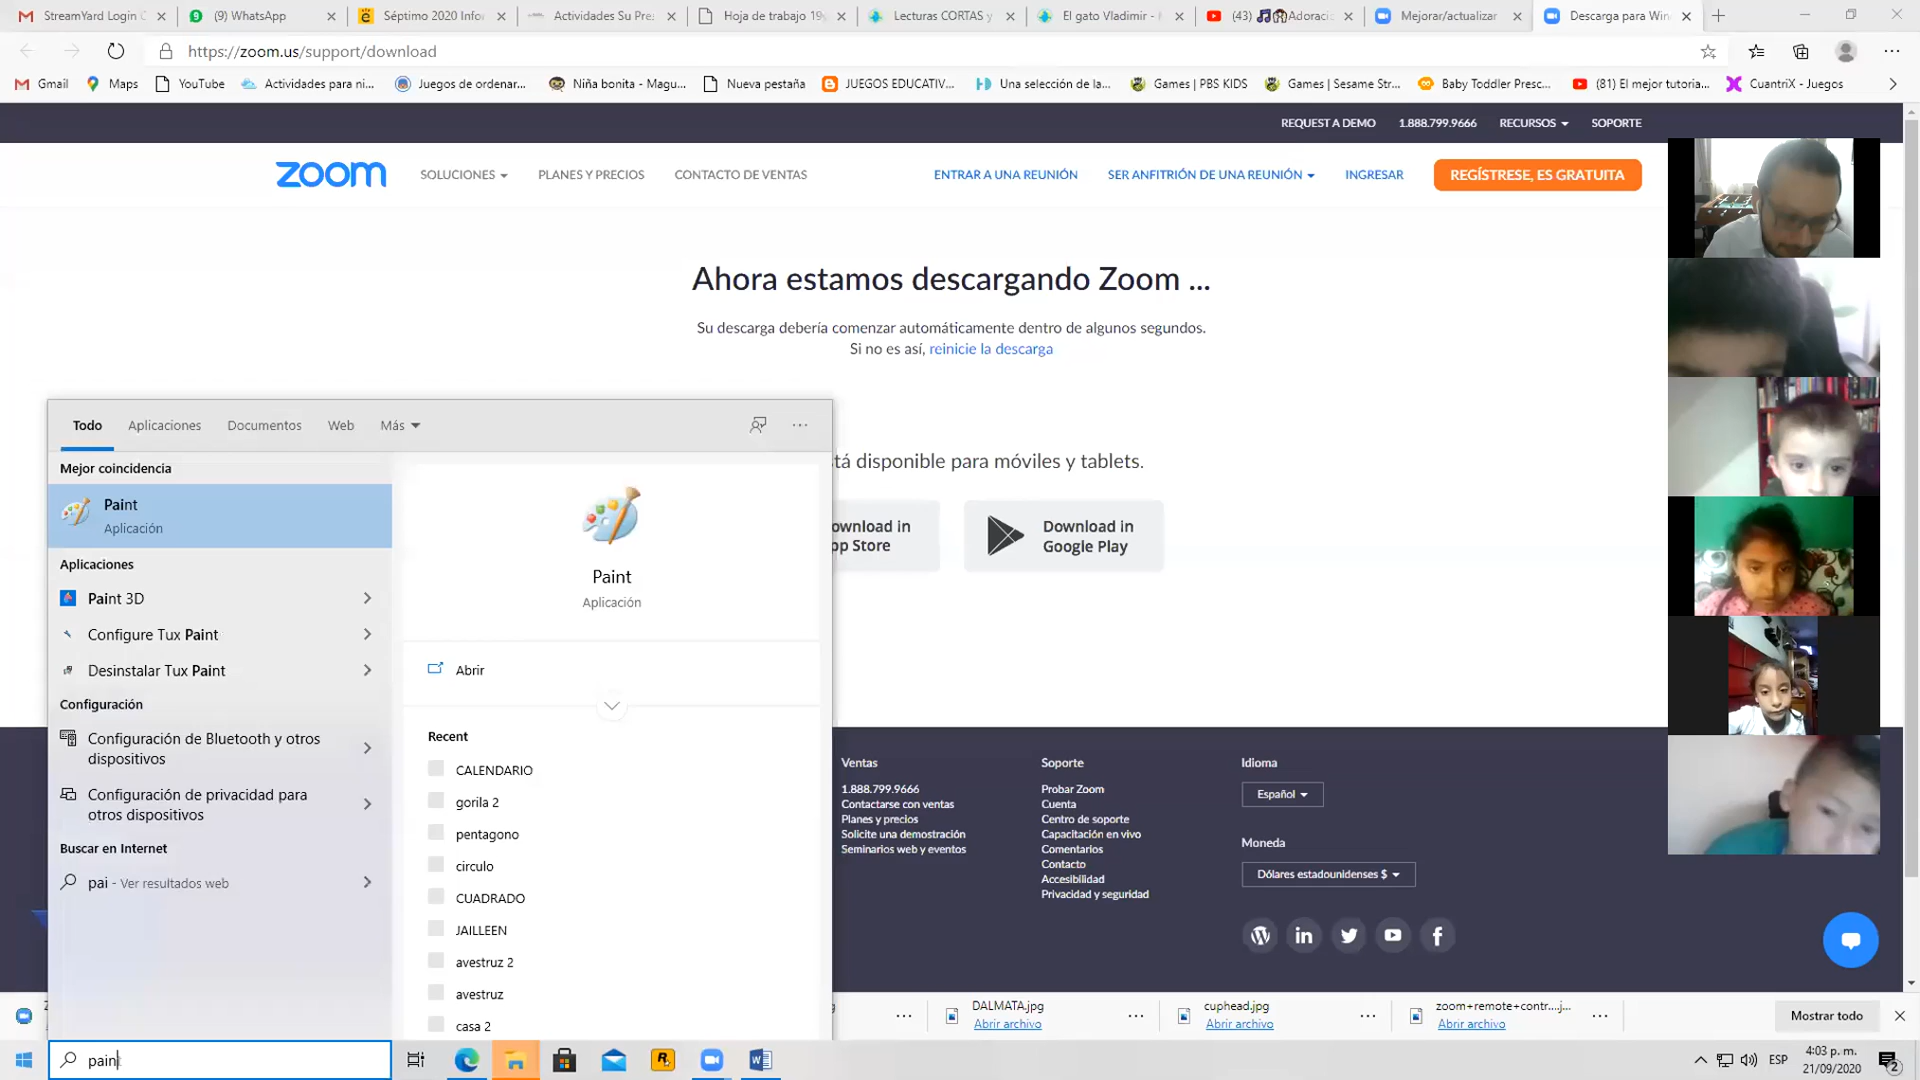 StreamYard Login
(9) WhatsApp
Séptimo 2020 Info
Actividades Su Pre
Hoja de trabajo 19
Lecturas CORTAS y
El gato Vladimir -
(43) Adoraci
Mejorar/actualizar
Descarga para Win
https://zoom.us/support/download
Gmail
Maps
YouTube
Actividades para ni...
Juegos de ordenar...
Niña bonita - Magu...
Nueva pestaña
JUEGOS EDUCATIV...
Una selección de la...
Games | PBS KIDS
Games | Sesame Str...
Baby Toddler Presc...
(81) El mejor tutoria...
CuantriX - Juegos
REQUEST A DEMO
1.888.799.9666
RECURSOS
SOPORTE
zoom
SOLUCIONES
PLANES Y PRECIOS
CONTACTO DE VENTAS
ENTRAR A UNA REUNIÓN
SER ANFITRIÓN DE UNA REUNIÓN
INGRESAR
REGÍSTRESE, ES GRATUITA
Ahora estamos descargando Zoom ...
Su descarga debería comenzar automáticamente dentro de algunos segundos.
Si no es así, reinicie la descarga
tá disponible para móviles y tablets.
ownload in
pp Store
Download in
Google Play
Todo
Aplicaciones
Documentos
Web
Más
Mejor coincidencia
Paint
Aplicación
Aplicaciones
Paint 3D
Configure Tux Paint
Desinstalar Tux Paint
Configuración
Configuración de Bluetooth y otros
dispositivos
Configuración de privacidad para
otros dispositivos
Buscar en Internet
pai - Ver resultados web
Paint
Aplicación
Abrir
Recent
CALENDARIO
gorila 2
pentagono
circulo
CUADRADO
JAILLEEN
avestruz 2
avestruz
casa 2
Ventas
1.888.799.9666
Contactarse con ventas
Planes y precios
Solicite una demostración
Seminarios web y eventos
Soporte
Probar Zoom
Cuenta
Centro de soporte
Capacitación en vivo
Comentarios
Contacto
Accesibilidad
Privacidad y seguridad
Idioma
Español
Moneda
Dólares estadounidenses $
DALMATA.jpg
Abrir archivo
cuphead.jpg
Abrir archivo
zoom+remote+contr....j...
Abrir archivo
Mostrar todo
pain
ESP
4:03 p. m.
21/09/2020
2